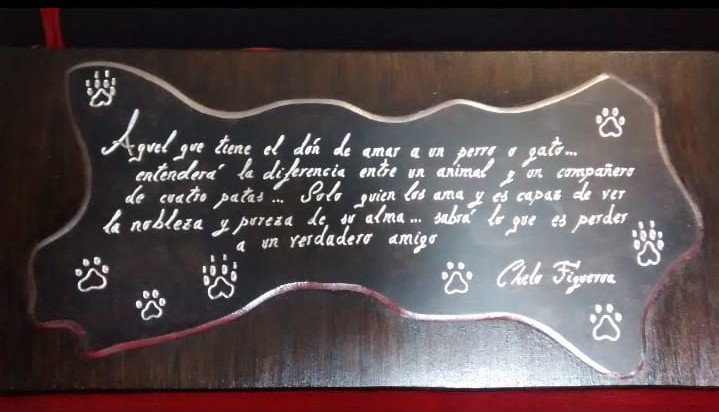 Aquel que tiene el dón de amar a un perro o gato...
entenderá la diferencia entre un animal y un compañero
de cuatro patas... Solo quien los ama y es capaz de ver
la nobleza y pureza de su alma... sabrá lo que es perder
a un verdadero amigo
Chelo Figueroa